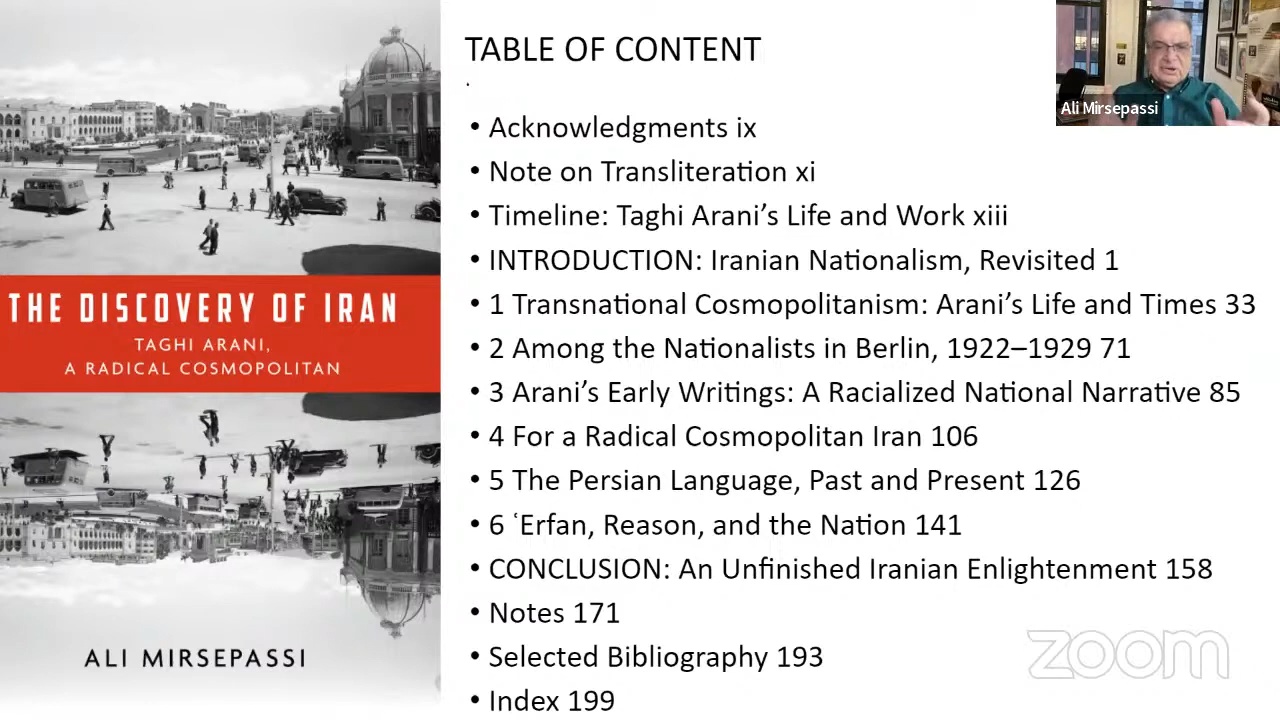 THE DISCOVERY OF IRAN
TAGHI ARANI,
A RADICAL COSMOPOLITAN
ALI MIRSEPASSI
TABLE OF CONTENT
.
• Acknowledgments ix
• Note on Transliteration xi
• Timeline: Taghi Arani’s Life and Work xiii
• INTRODUCTION: Iranian Nationalism, Revisited 1
• 1 Transnational Cosmopolitanism: Arani’s Life and Times 33
• 2 Among the Nationalists in Berlin, 1922–1929 71
• 3 Arani’s Early Writings: A Racialized National Narrative 85
• 4 For a Radical Cosmopolitan Iran 106
• 5 The Persian Language, Past and Present 126
• 6 ʿErfan, Reason, and the Nation 141
• CONCLUSION: An Unfinished Iranian Enlightenment 158
• Notes 171
• Selected Bibliography 193
• Index 199
Ali Mirsepassi
zoom